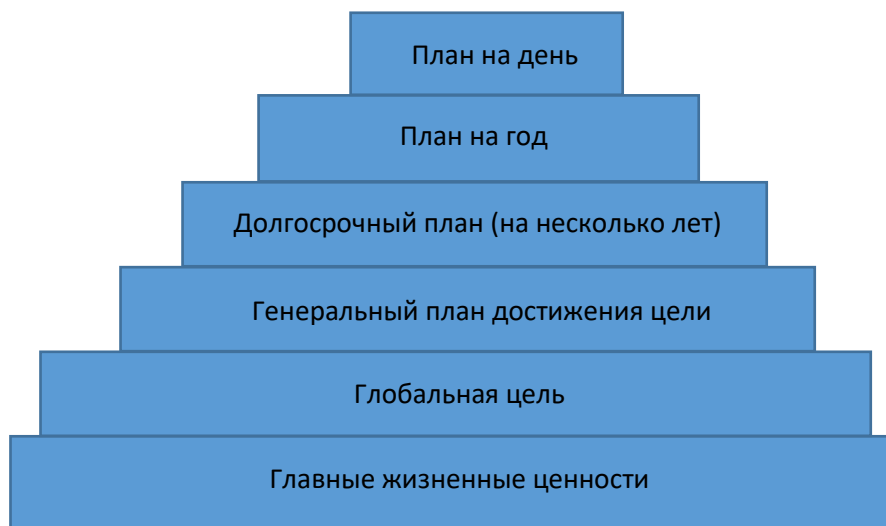 План на день
План на год
Долгосрочный план (на несколько лет)
Генеральный план достижения цели
Глобальная цель
Главные жизненные ценности